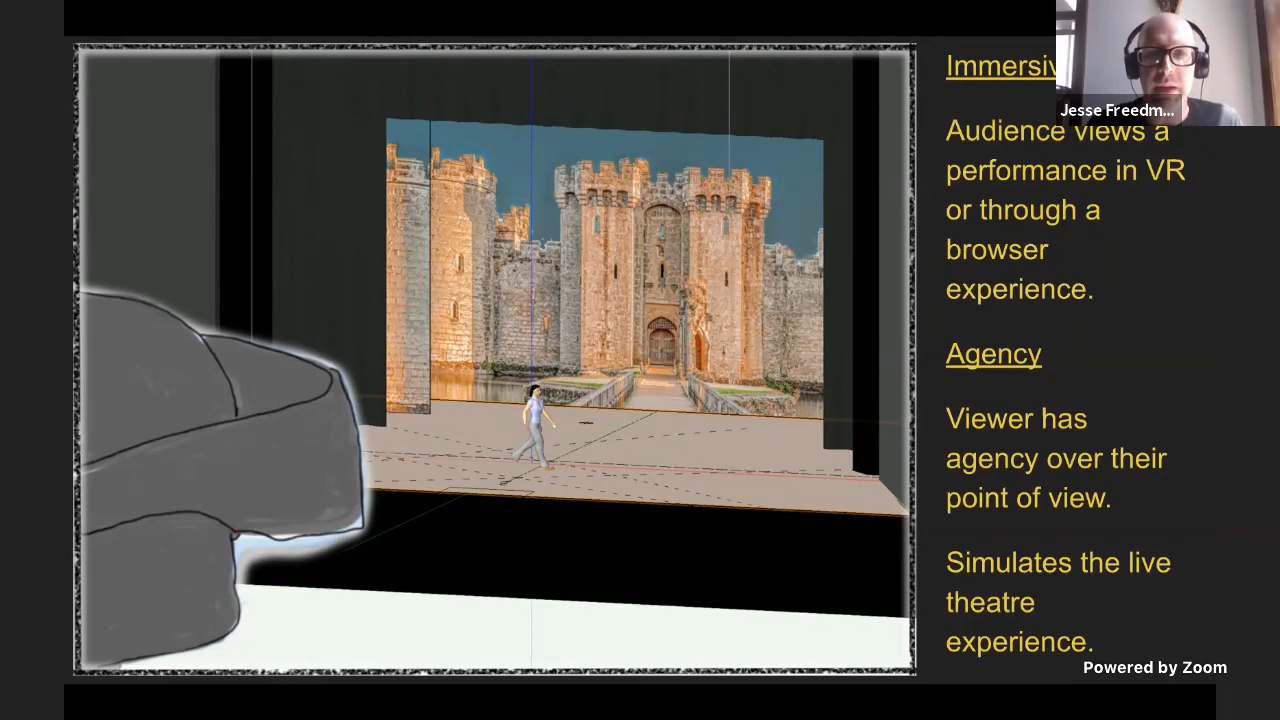 Immersiv
Jesse Freedm...
Audience views a
performance in VR
or through a
browser
experience.
Agency
Viewer has
agency over their
point of view.
Simulates the live
theatre
experience.
Powered by Zoom